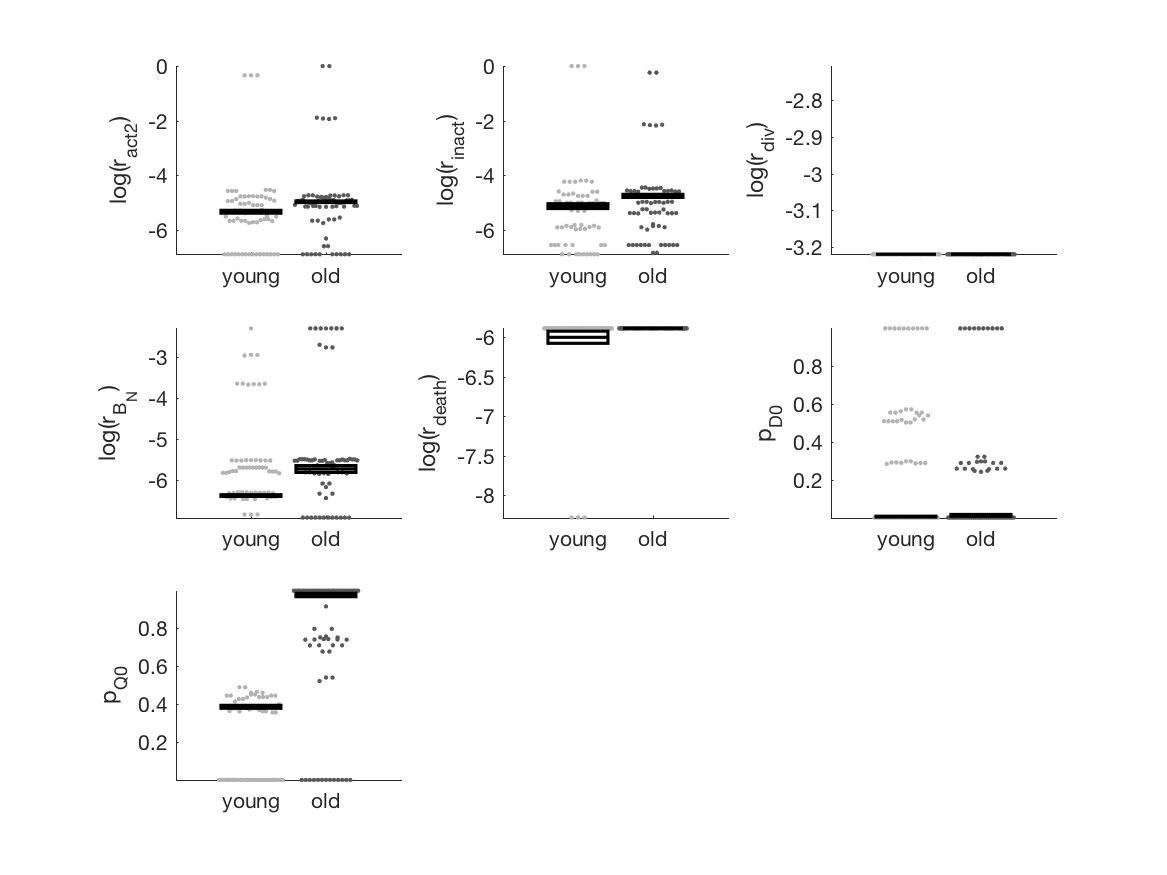 log(r_act2)
0
-2
-4
-6
young old
log(r_inact)
0
-2
-4
-6
young old
log(r_div)
-2.8
-2.9
-3
-3.1
-3.2
young old
log(r_B_N)
-3
-4
-5
-6
young old
log(r_death)
-6
-6.5
-7
-7.5
-8
young old
p_D0
0.8
0.6
0.4
0.2
young old
p_Q0
0.8
0.6
0.4
0.2
young old